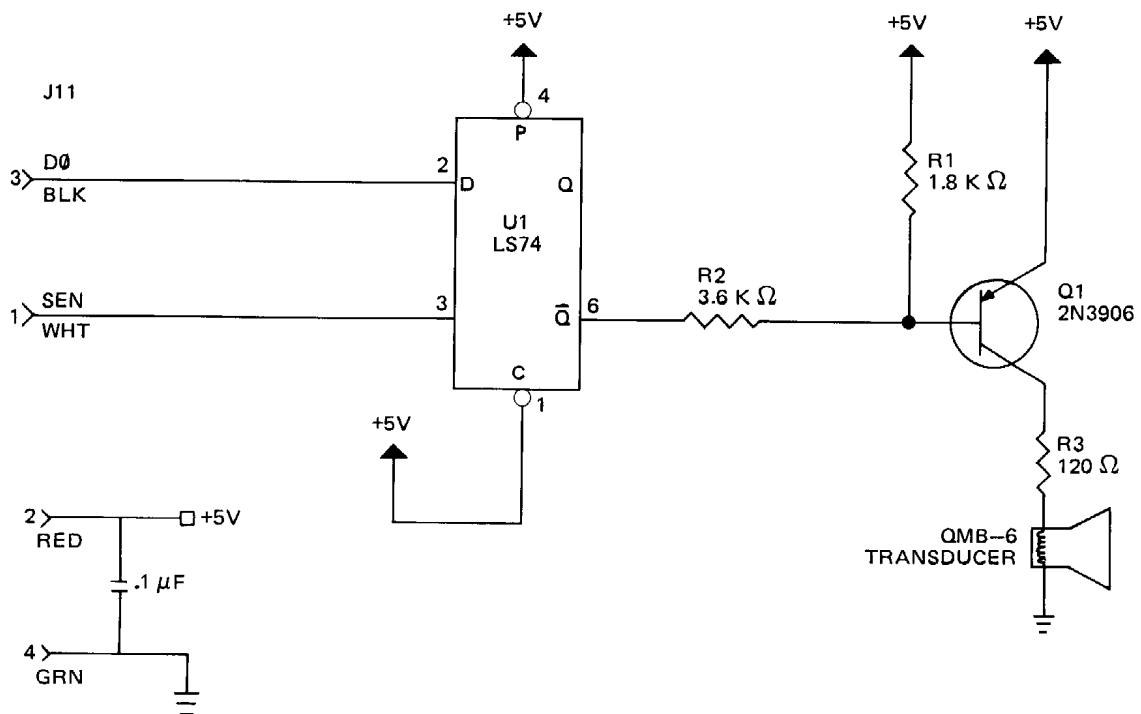 +5V
+5V
+5V
J11
4
P
DØ
3
BLK
2
D
Q
R1
1.8 K Ω
U1
LS74
SEN
1
WHT
3
R2
3.6 K Ω
Q̅
6
Q1
2N3906
C
1
+5V
R3
120 Ω
2
RED
+5V
QMB-6
TRANSDUCER
.1 μF
4
GRN